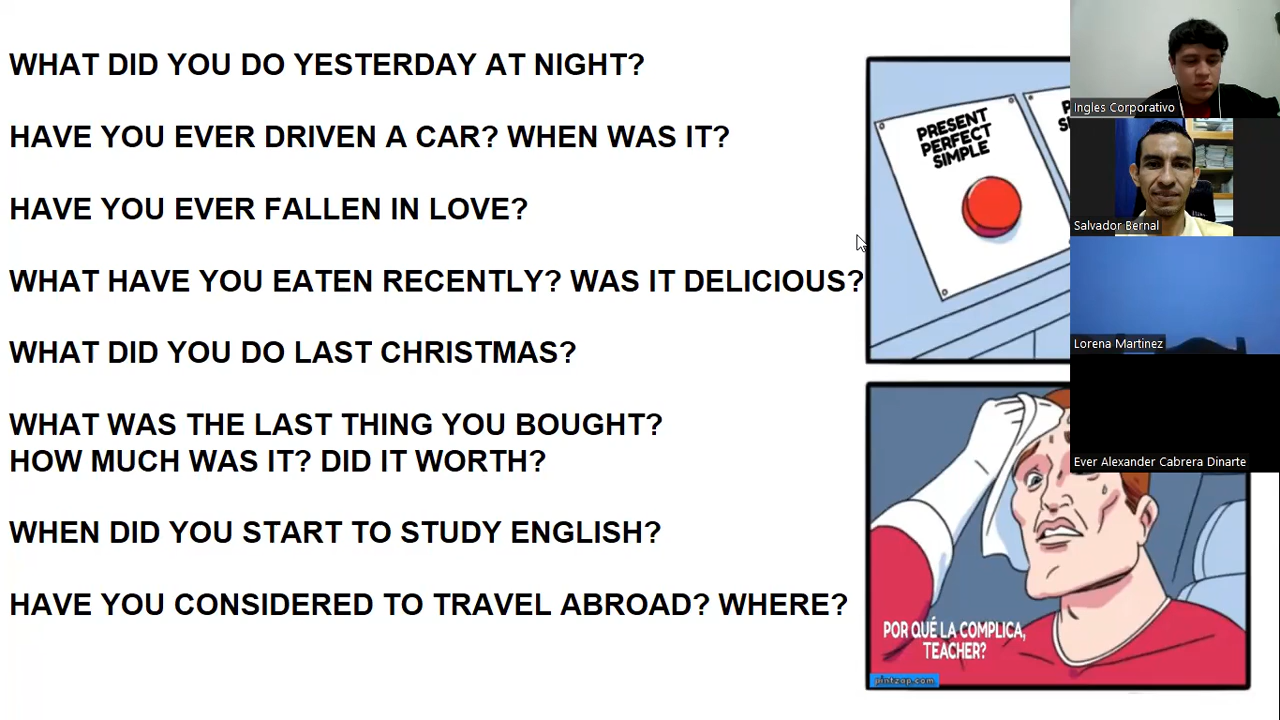 WHAT DID YOU DO YESTERDAY AT NIGHT?
HAVE YOU EVER DRIVEN A CAR? WHEN WAS IT?
HAVE YOU EVER FALLEN IN LOVE?
WHAT HAVE YOU EATEN RECENTLY? WAS IT DELICIOUS?
WHAT DID YOU DO LAST CHRISTMAS?
WHAT WAS THE LAST THING YOU BOUGHT?
HOW MUCH WAS IT? DID IT WORTH?
WHEN DID YOU START TO STUDY ENGLISH?
HAVE YOU CONSIDERED TO TRAVEL ABROAD? WHERE?
PRESENT
PERFECT
SIMPLE
POR QUÉ LA COMPLICA,
TEACHER?
pintzap.com
Ingles Corporativo
Salvador Bernal
Lorena Martinez
Ever Alexander Cabrera Dinarte